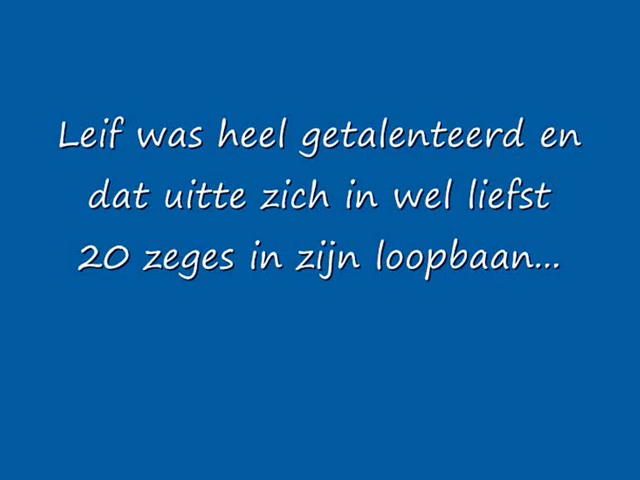 Leif was heel getalenteerd en
dat uitte zich in wel liefst
20 zeges in zijn loopbaan...